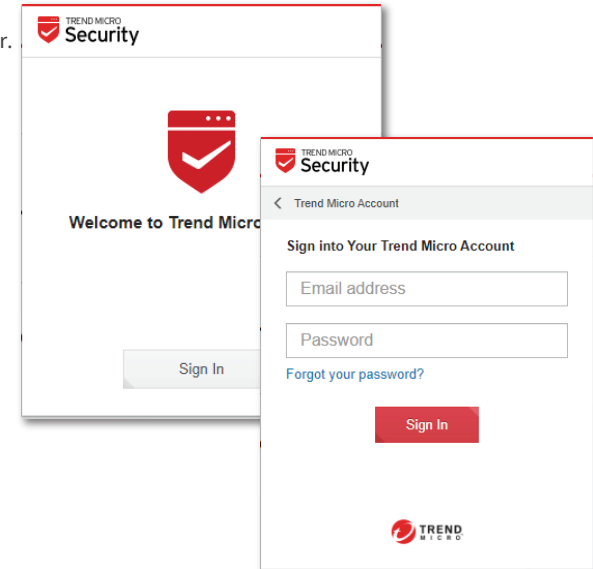 r.
TREND MICRO
Security
Welcome to Trend Micro
Sign In
TREND MICRO
Security
Trend Micro Account
Sign into Your Trend Micro Account
Email address
Password
Forgot your password?
Sign In
TREND
MICRO